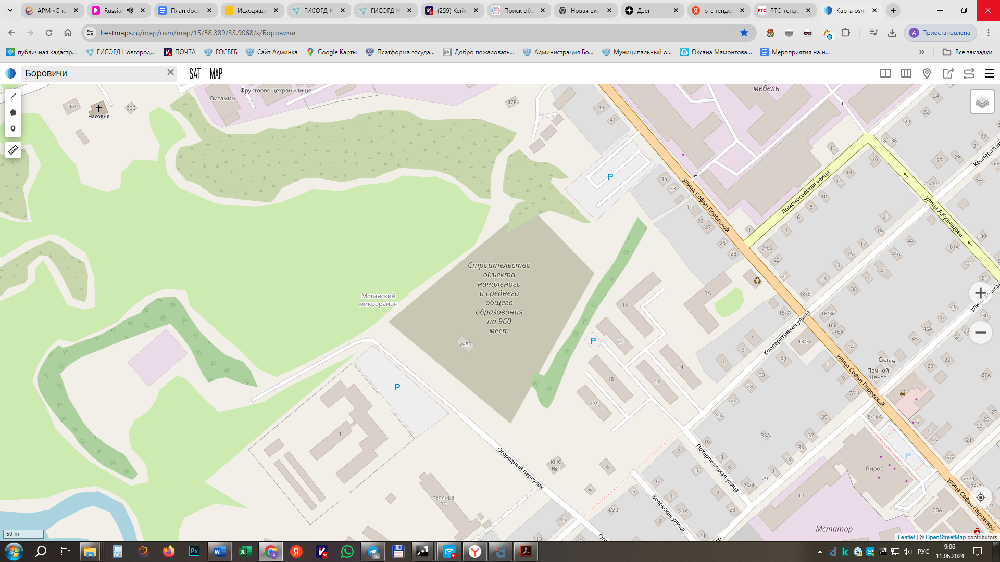 АРМ «Спе
Russian
План.docx
Исходящи
ГИСОГД Н
ГИСОГД Н
(259) Keric
Поиск объ
Новая вкл
Дзен
ртс тендер
РТС-тенде
Карта osm
bestmaps.ru/map/osm/map/15/58.389/33.9068/s/Боровичи
Приостановлена
публичная кадастр...
ГИСОГД Новгород...
ПОЧТА
ГОСВЕБ
Сайт Админка
Google Карты
Платформа госуда...
Добро пожаловать...
Администрация Бо...
Муниципальный о...
Оксана Мамонтова...
Мероприятия на н...
Все закладки
Боровичи
SAT
MAP
Фруктоовощехранилище
Витамин
мебель
26А
26Б
Часовня
47Б
43
41
24
22
20
18/136
33
31
29
27
56
54
13
16
14
12
10
8
6
4
1
35
33
31
29
27
25
23
улица Софьи Перовской
Ломоносовская улица
25/134
улица А.Кузнецова
Кооператив
130
101А
101
51
24/2
22
20
18/9
21
19
17
15
13
11
44
44А
42
40
38
Строительство
объекта
начального
и среднего
общего
образования
на 960
мест
Мстинский
микрорайон
уч85
P
P
P
P
16
1А
20
18
14
12
22Д
15/7
16/36
16Б
16А
14
13/34
Кооперативная улица
улица Алекса
49
47
45А
45
30
26
24
5
3
1
32
30
28
26
24А
11
9
7/41
Склад
Печной
Центр
улица Софьи Перовской
22
20
27А
5/16А
6
4
4А
27
25
23
21
19/2
39
37
35
33
31
29
33А
25/4
10
8
6
5
3
23
7
6
4
5
3
21А
21
Потерпелицкая улица
Волокская улица
Огородный переулок
КНС
№1
6
6
4/20
15
14
13
1
теплица
10
Пирос
10
Мстатор
2/23
20А
улица Софьи Перовской
50 m
Leaflet | © OpenStreetMap contributors
РУС
9:06
11.06.2024